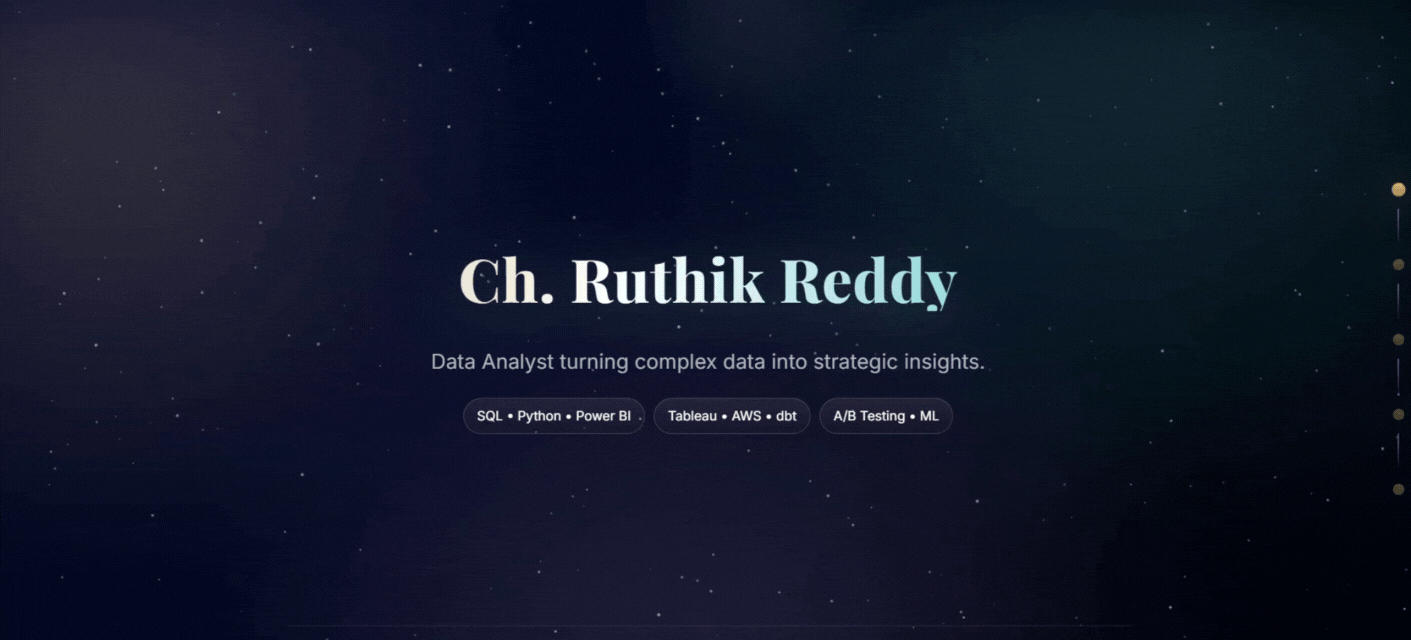 Ch. Ruthik Reddy
Data Analyst turning complex data into strategic insights.
SQL • Python • Power BI
Tableau • AWS • dbt
A/B Testing • ML